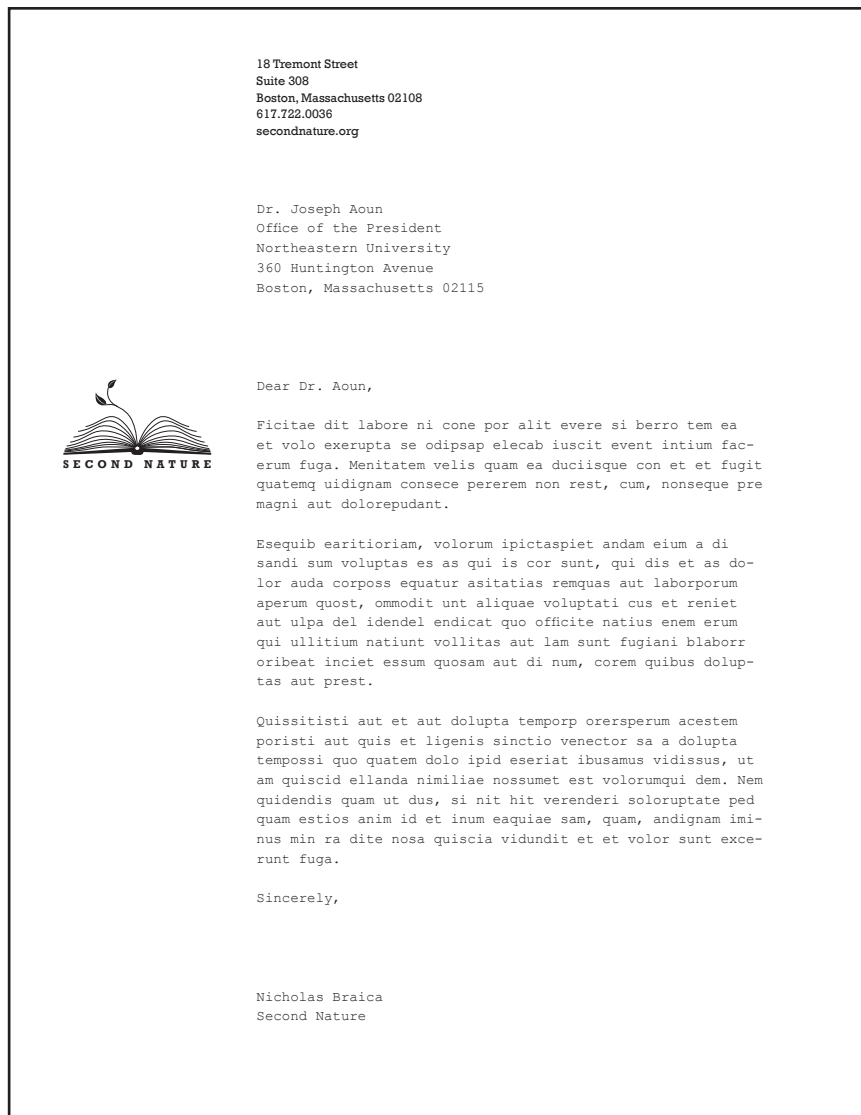 18 Tremont Street
Suite 308
Boston, Massachusetts 02108
617.722.0036
secondnature.org
Dr. Joseph Aoun
Office of the President
Northeastern University
360 Huntington Avenue
Boston, Massachusetts 02115
SECOND NATURE
Dear Dr. Aoun,
Ficitae dit labore ni cone por alit evere si berro tem ea
et volo exerupta se odipsap elecab iuscit event intium fac-
erum fuga. Menitatem velis quam ea duciisque con et et fugit
quatemq uidignam consece pererem non rest, cum, nonseque pre
magni aut dolorepudant.
Esequib earitioriam, volorum ipictaspiet andam eium a di
sandi sum voluptas es as qui is cor sunt, qui dis et as do-
lor auda corposs equatur asitatias remquas aut laborporum
aperum quost, ommodit unt aliquae voluptati cus et reniet
aut ulpa del idendel endicat quo officite natius enem erum
qui ullitium natiunt vollitas aut lam sunt fugiani blaborr
oribeat inciet essum quosam aut di num, corem quibus dolup-
tas aut prest.
Quissitisti aut et aut dolupta temporp orersperum acestem
poristi aut quis et ligenis sinctio venector sa a dolupta
tempossi quo quatem dolo ipid eseriat ibusamus vidissus, ut
am quiscid ellanda nimiliae nossumet est volorumqui dem. Nem
quidendis quam ut dus, si nit hit verenderi soloruptate ped
quam estios anim id et inum eaquiae sam, quam, andignam imi-
nus min ra dite nosa quiscia vidundit et et volor sunt exce-
runt fuga.
Sincerely,
Nicholas Braica
Second Nature